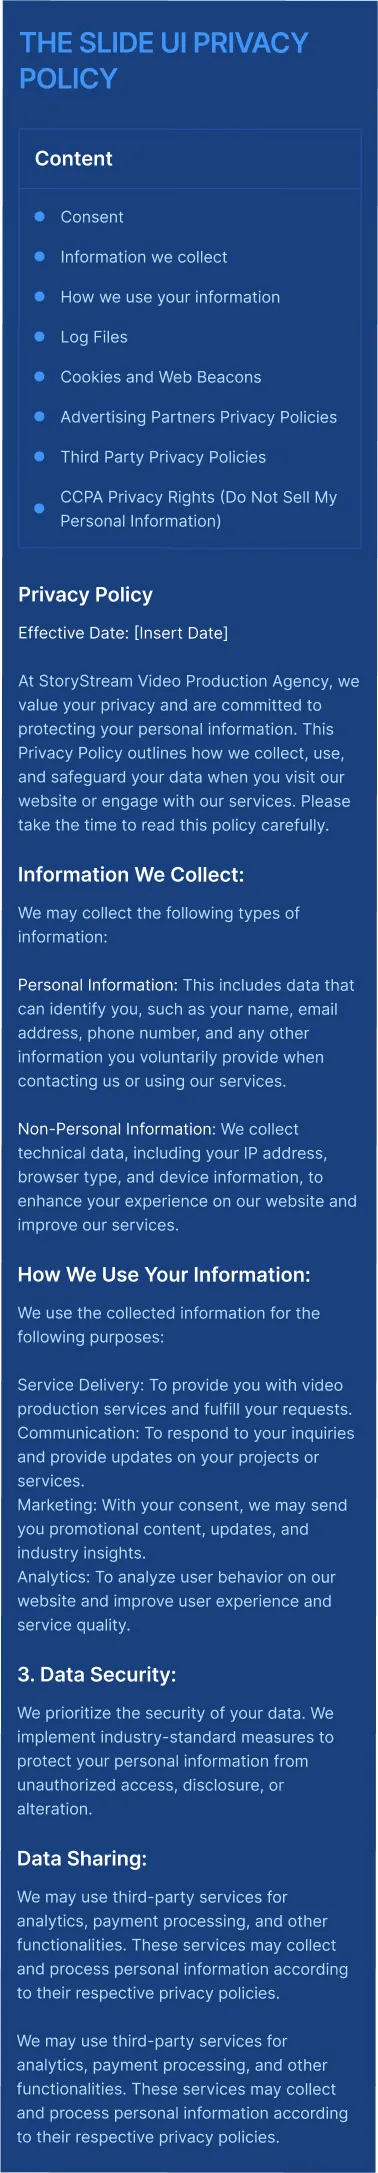 THE SLIDE UI PRIVACY
POLICY
Content
Consent
Information we collect
How we use your information
Log Files
Cookies and Web Beacons
Advertising Partners Privacy Policies
Third Party Privacy Policies
CCPA Privacy Rights (Do Not Sell My
Personal Information)
Privacy Policy
Effective Date: [Insert Date]
At StoryStream Video Production Agency, we
value your privacy and are committed to
protecting your personal information. This
Privacy Policy outlines how we collect, use,
and safeguard your data when you visit our
website or engage with our services. Please
take the time to read this policy carefully.
Information We Collect:
We may collect the following types of
information:
Personal Information: This includes data that
can identify you, such as your name, email
address, phone number, and any other
information you voluntarily provide when
contacting us or using our services.
Non-Personal Information: We collect
technical data, including your IP address,
browser type, and device information, to
enhance your experience on our website and
improve our services.
How We Use Your Information:
We use the collected information for the
following purposes:
Service Delivery: To provide you with video
production services and fulfill your requests.
Communication: To respond to your inquiries
and provide updates on your projects or
services.
Marketing: With your consent, we may send
you promotional content, updates, and
industry insights.
Analytics: To analyze user behavior on our
website and improve user experience and
service quality.
3. Data Security:
We prioritize the security of your data. We
implement industry-standard measures to
protect your personal information from
unauthorized access, disclosure, or
alteration.
Data Sharing:
We may use third-party services for
analytics, payment processing, and other
functionalities. These services may collect
and process personal information according
to their respective privacy policies.
We may use third-party services for
analytics, payment processing, and other
functionalities. These services may collect
and process personal information according
to their respective privacy policies.